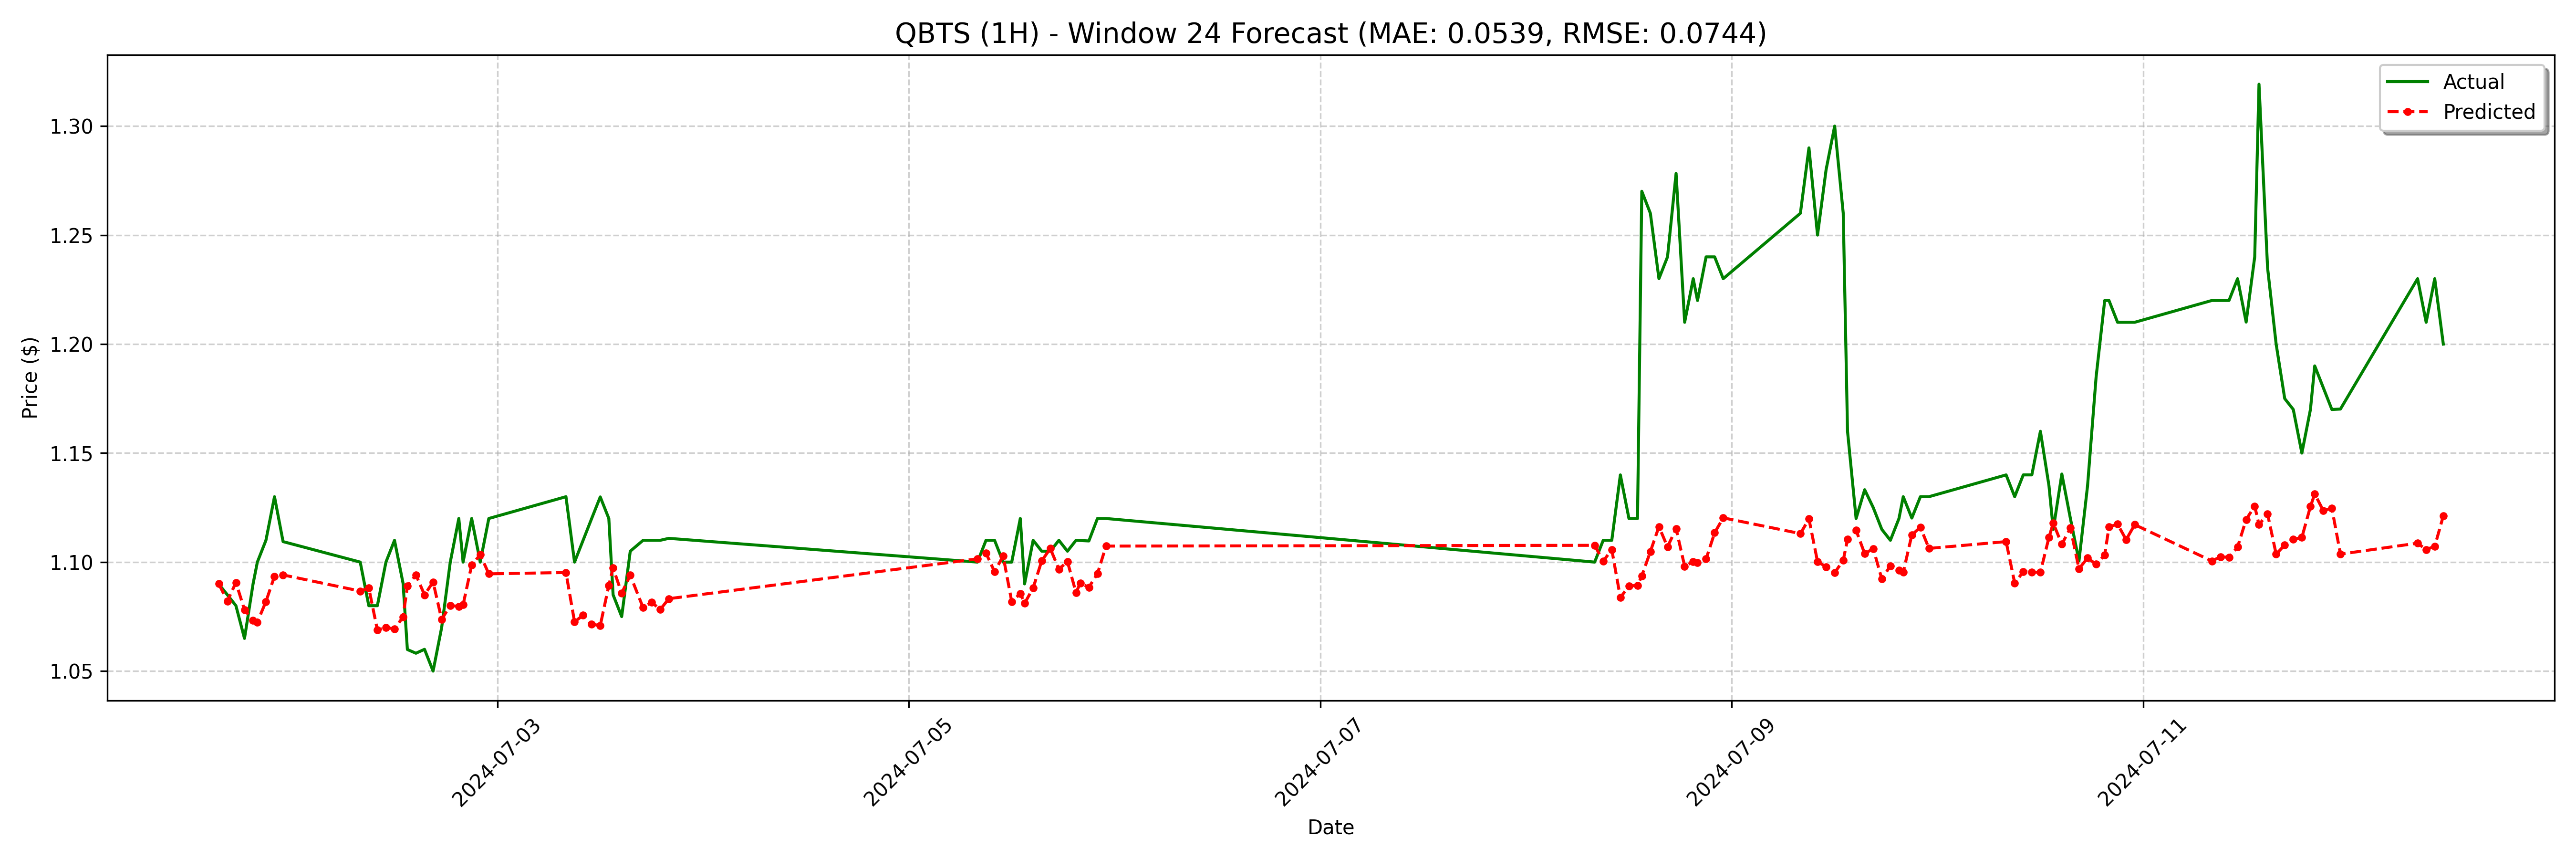 QBTS (1H) - Window 24 Forecast (MAE: 0.0539, RMSE: 0.0744)
Actual
Predicted
Price ($)
1.30
1.25
1.20
1.15
1.10
1.05
2024-07-03
2024-07-05
2024-07-07
2024-07-09
2024-07-11
Date